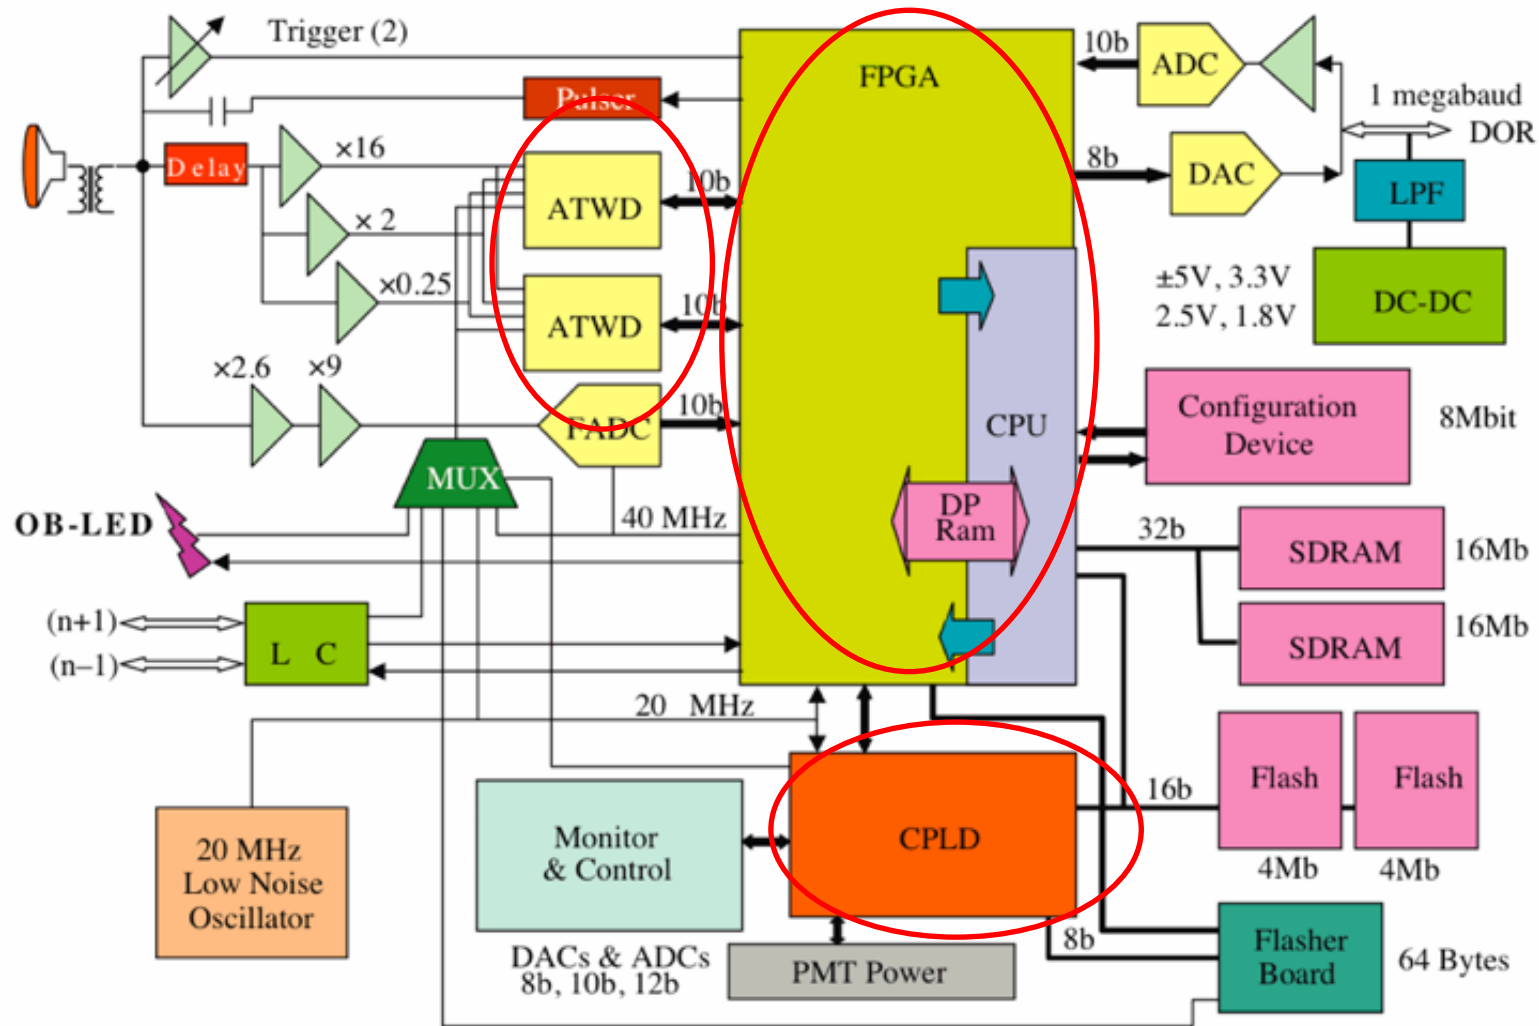 Trigger (2)
FPGA
10b
ADC
1 megabaud
DOR
Pulser
Delay
×16
ATWD
10b
8b
DAC
LPF
× 2
×0.25
ATWD
10b
±5V, 3.3V
2.5V, 1.8V
DC-DC
×2.6
×9
FADC
10b
CPU
Configuration
Device
8Mbit
MUX
OB-LED
40 MHz
DP
Ram
32b
SDRAM
16Mb
(n+1)
(n–1)
L C
SDRAM
16Mb
20 MHz
20 MHz
Low Noise
Oscillator
Monitor
& Control
CPLD
16b
Flash
Flash
4Mb
4Mb
DACs & ADCs
8b, 10b, 12b
PMT Power
8b
Flasher
Board
64 Bytes